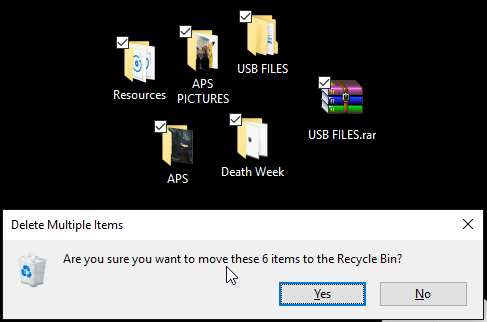 USB FILES
Resources
APS
PICTURES
USB FILES.rar
APS
Death Week
Delete Multiple Items
Are you sure you want to move these 6 items to the Recycle Bin?
Yes
No